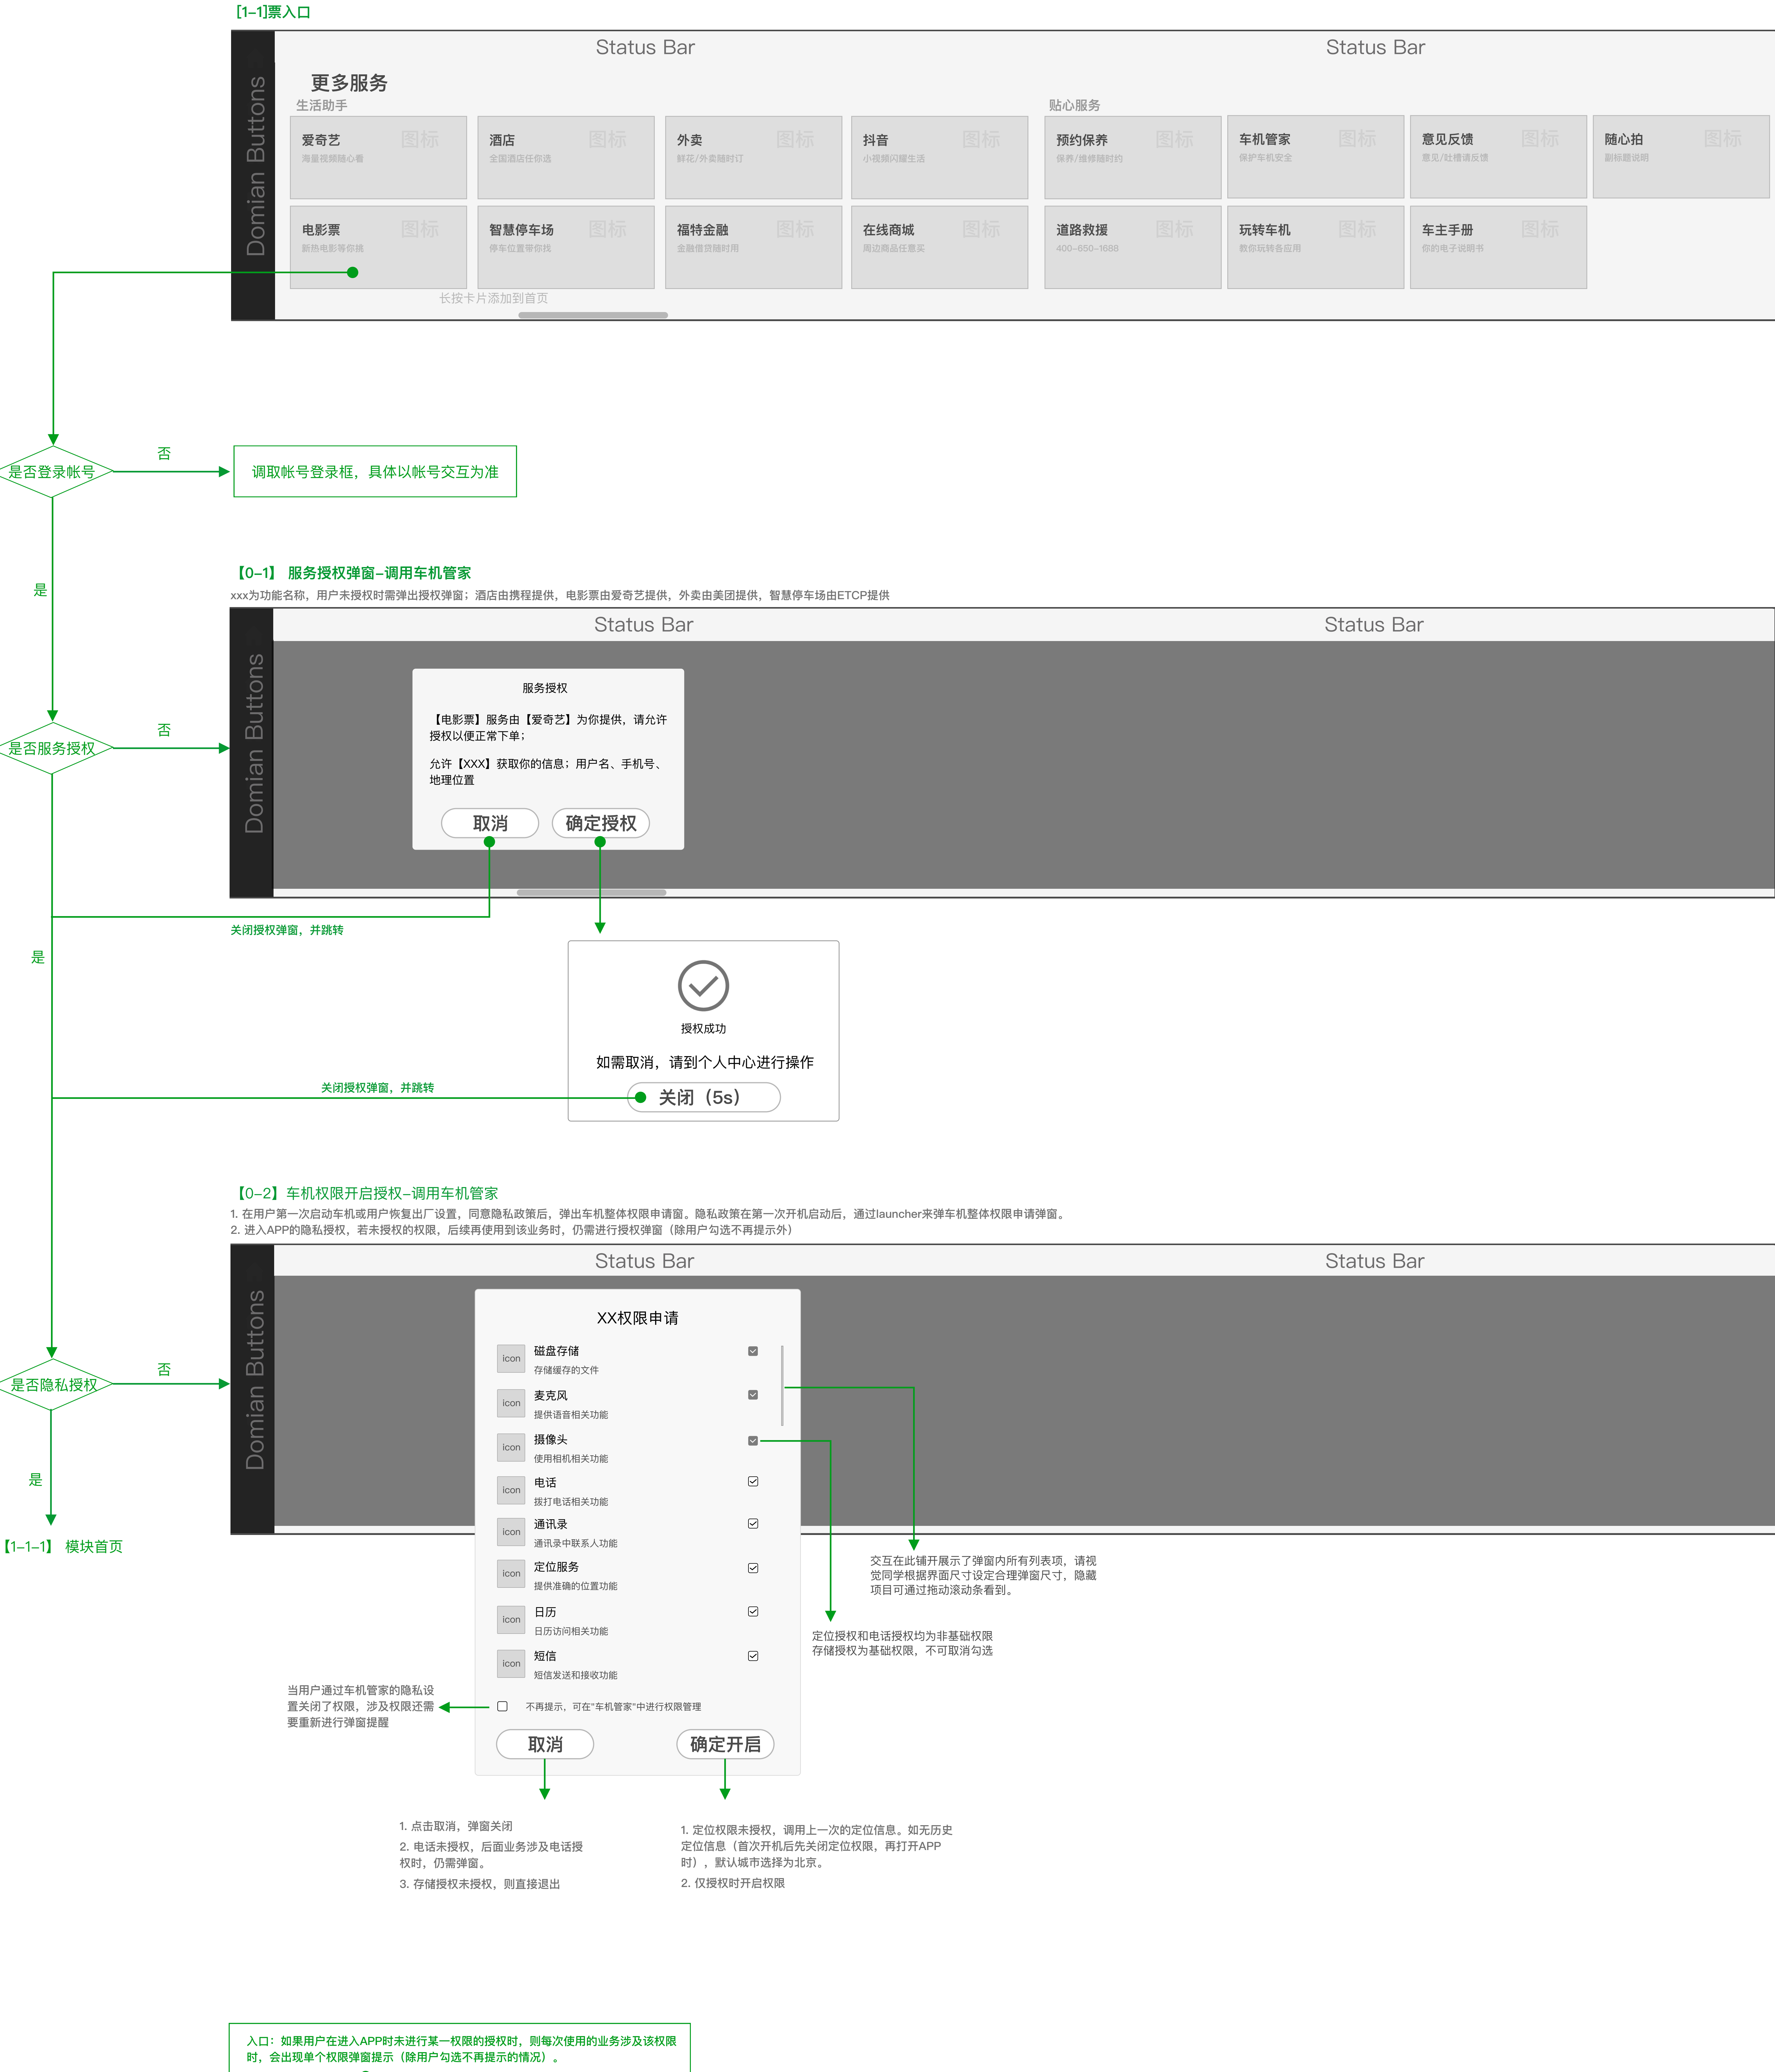 [1-1]票入口
Status Bar
Status Bar
Domian Buttons
更多服务
生活助手
贴心服务
爱奇艺
图标
海量视频随心看
酒店
图标
全国酒店任你选
外卖
图标
鲜花/外卖随时订
抖音
图标
小视频闪耀生活
预约保养
图标
保养/维修随时约
车机管家
图标
保护车机安全
意见反馈
图标
意见/吐槽请反馈
随心拍
图标
副标题说明
电影票
图标
新热电影等你挑
智慧停车场
图标
停车位置带你找
福特金融
图标
金融借贷随时用
在线商城
图标
周边商品任意买
道路救援
图标
400-650-1688
玩转车机
图标
教你玩转各应用
车主手册
图标
你的电子说明书
长按卡片添加到首页
是否登录帐号
否
调取帐号登录框，具体以帐号交互为准
是
【0-1】 服务授权弹窗-调用车机管家
xxx为功能名称，用户未授权时需弹出授权弹窗；酒店由携程提供，电影票由爱奇艺提供，外卖由美团提供，智慧停车场由ETCP提供
Status Bar
Status Bar
Domian Buttons
服务授权
【电影票】服务由【爱奇艺】为你提供，请允许
授权以便正常下单；
允许【XXX】获取你的信息；用户名、手机号、
地理位置
取消
确定授权
是否服务授权
否
关闭授权弹窗，并跳转
是
授权成功
如需取消，请到个人中心进行操作
关闭（5s）
关闭授权弹窗，并跳转
【0-2】车机权限开启授权-调用车机管家
1. 在用户第一次启动车机或用户恢复出厂设置，同意隐私政策后，弹出车机整体权限申请窗。隐私政策在第一次开机启动后，通过launcher来弹车机整体权限申请弹窗。
2. 进入APP的隐私授权，若未授权的权限，后续再使用到该业务时，仍需进行授权弹窗（除用户勾选不再提示外）
Status Bar
Status Bar
Domian Buttons
XX权限申请
icon
磁盘存储
存储缓存的文件
icon
麦克风
提供语音相关功能
icon
摄像头
使用相机相关功能
icon
电话
拨打电话相关功能
icon
通讯录
通讯录中联系人功能
icon
定位服务
提供准确的位置功能
icon
日历
日历访问相关功能
icon
短信
短信发送和接收功能
不再提示，可在"车机管家"中进行权限管理
取消
确定开启
是否隐私授权
否
是
【1-1-1】 模块首页
交互在此铺开展示了弹窗内所有列表项，请视
觉同学根据界面尺寸设定合理弹窗尺寸，隐藏
项目可通过拖动滚动条看到。
定位授权和电话授权均为非基础权限
存储授权为基础权限，不可取消勾选
当用户通过车机管家的隐私设
置关闭了权限，涉及权限还需
要重新进行弹窗提醒
1. 点击取消，弹窗关闭
2. 电话未授权，后面业务涉及电话授
权时，仍需弹窗。
3. 存储授权未授权，则直接退出
1. 定位权限未授权，调用上一次的定位信息。如无历史
定位信息（首次开机后先关闭定位权限，再打开APP
时），默认城市选择为北京。
2. 仅授权时开启权限
入口：如果用户在进入APP时未进行某一权限的授权时，则每次使用的业务涉及该权限
时，会出现单个权限弹窗提示（除用户勾选不再提示的情况）。